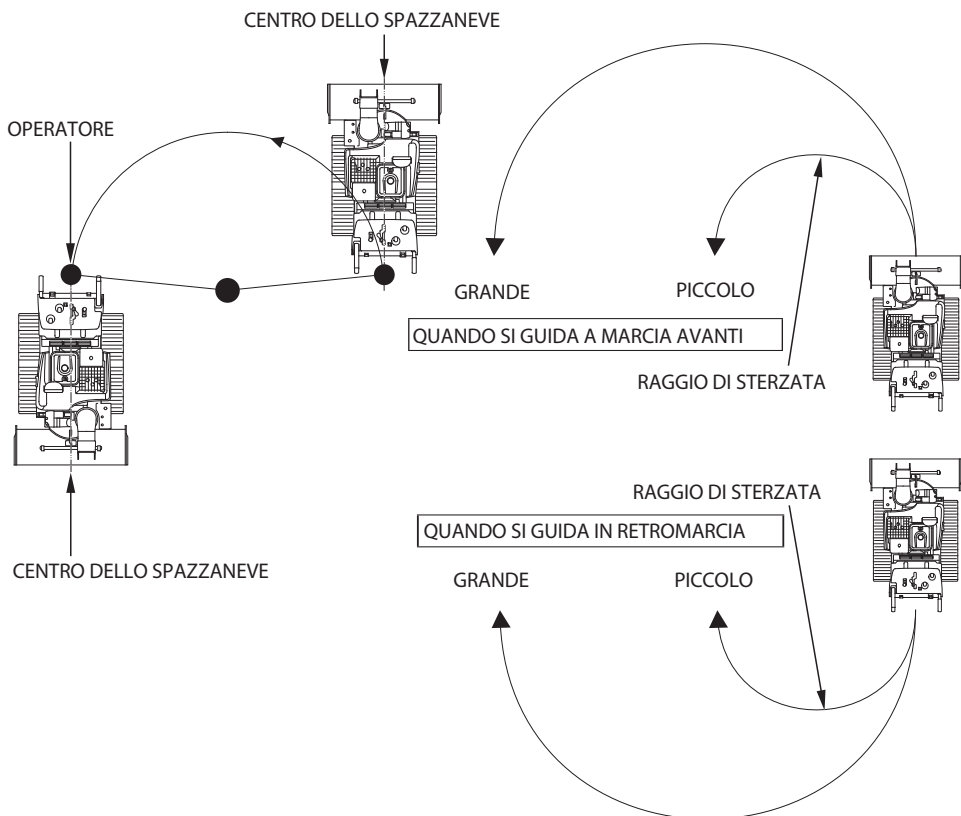 CENTRO DELLO SPAZZANEVE
OPERATORE
CENTRO DELLO SPAZZANEVE
GRANDE
PICCOLO
QUANDO SI GUIDA A MARCIA AVANTI
RAGGIO DI STERZATA
RAGGIO DI STERZATA
QUANDO SI GUIDA IN RETROMARCIA
GRANDE
PICCOLO